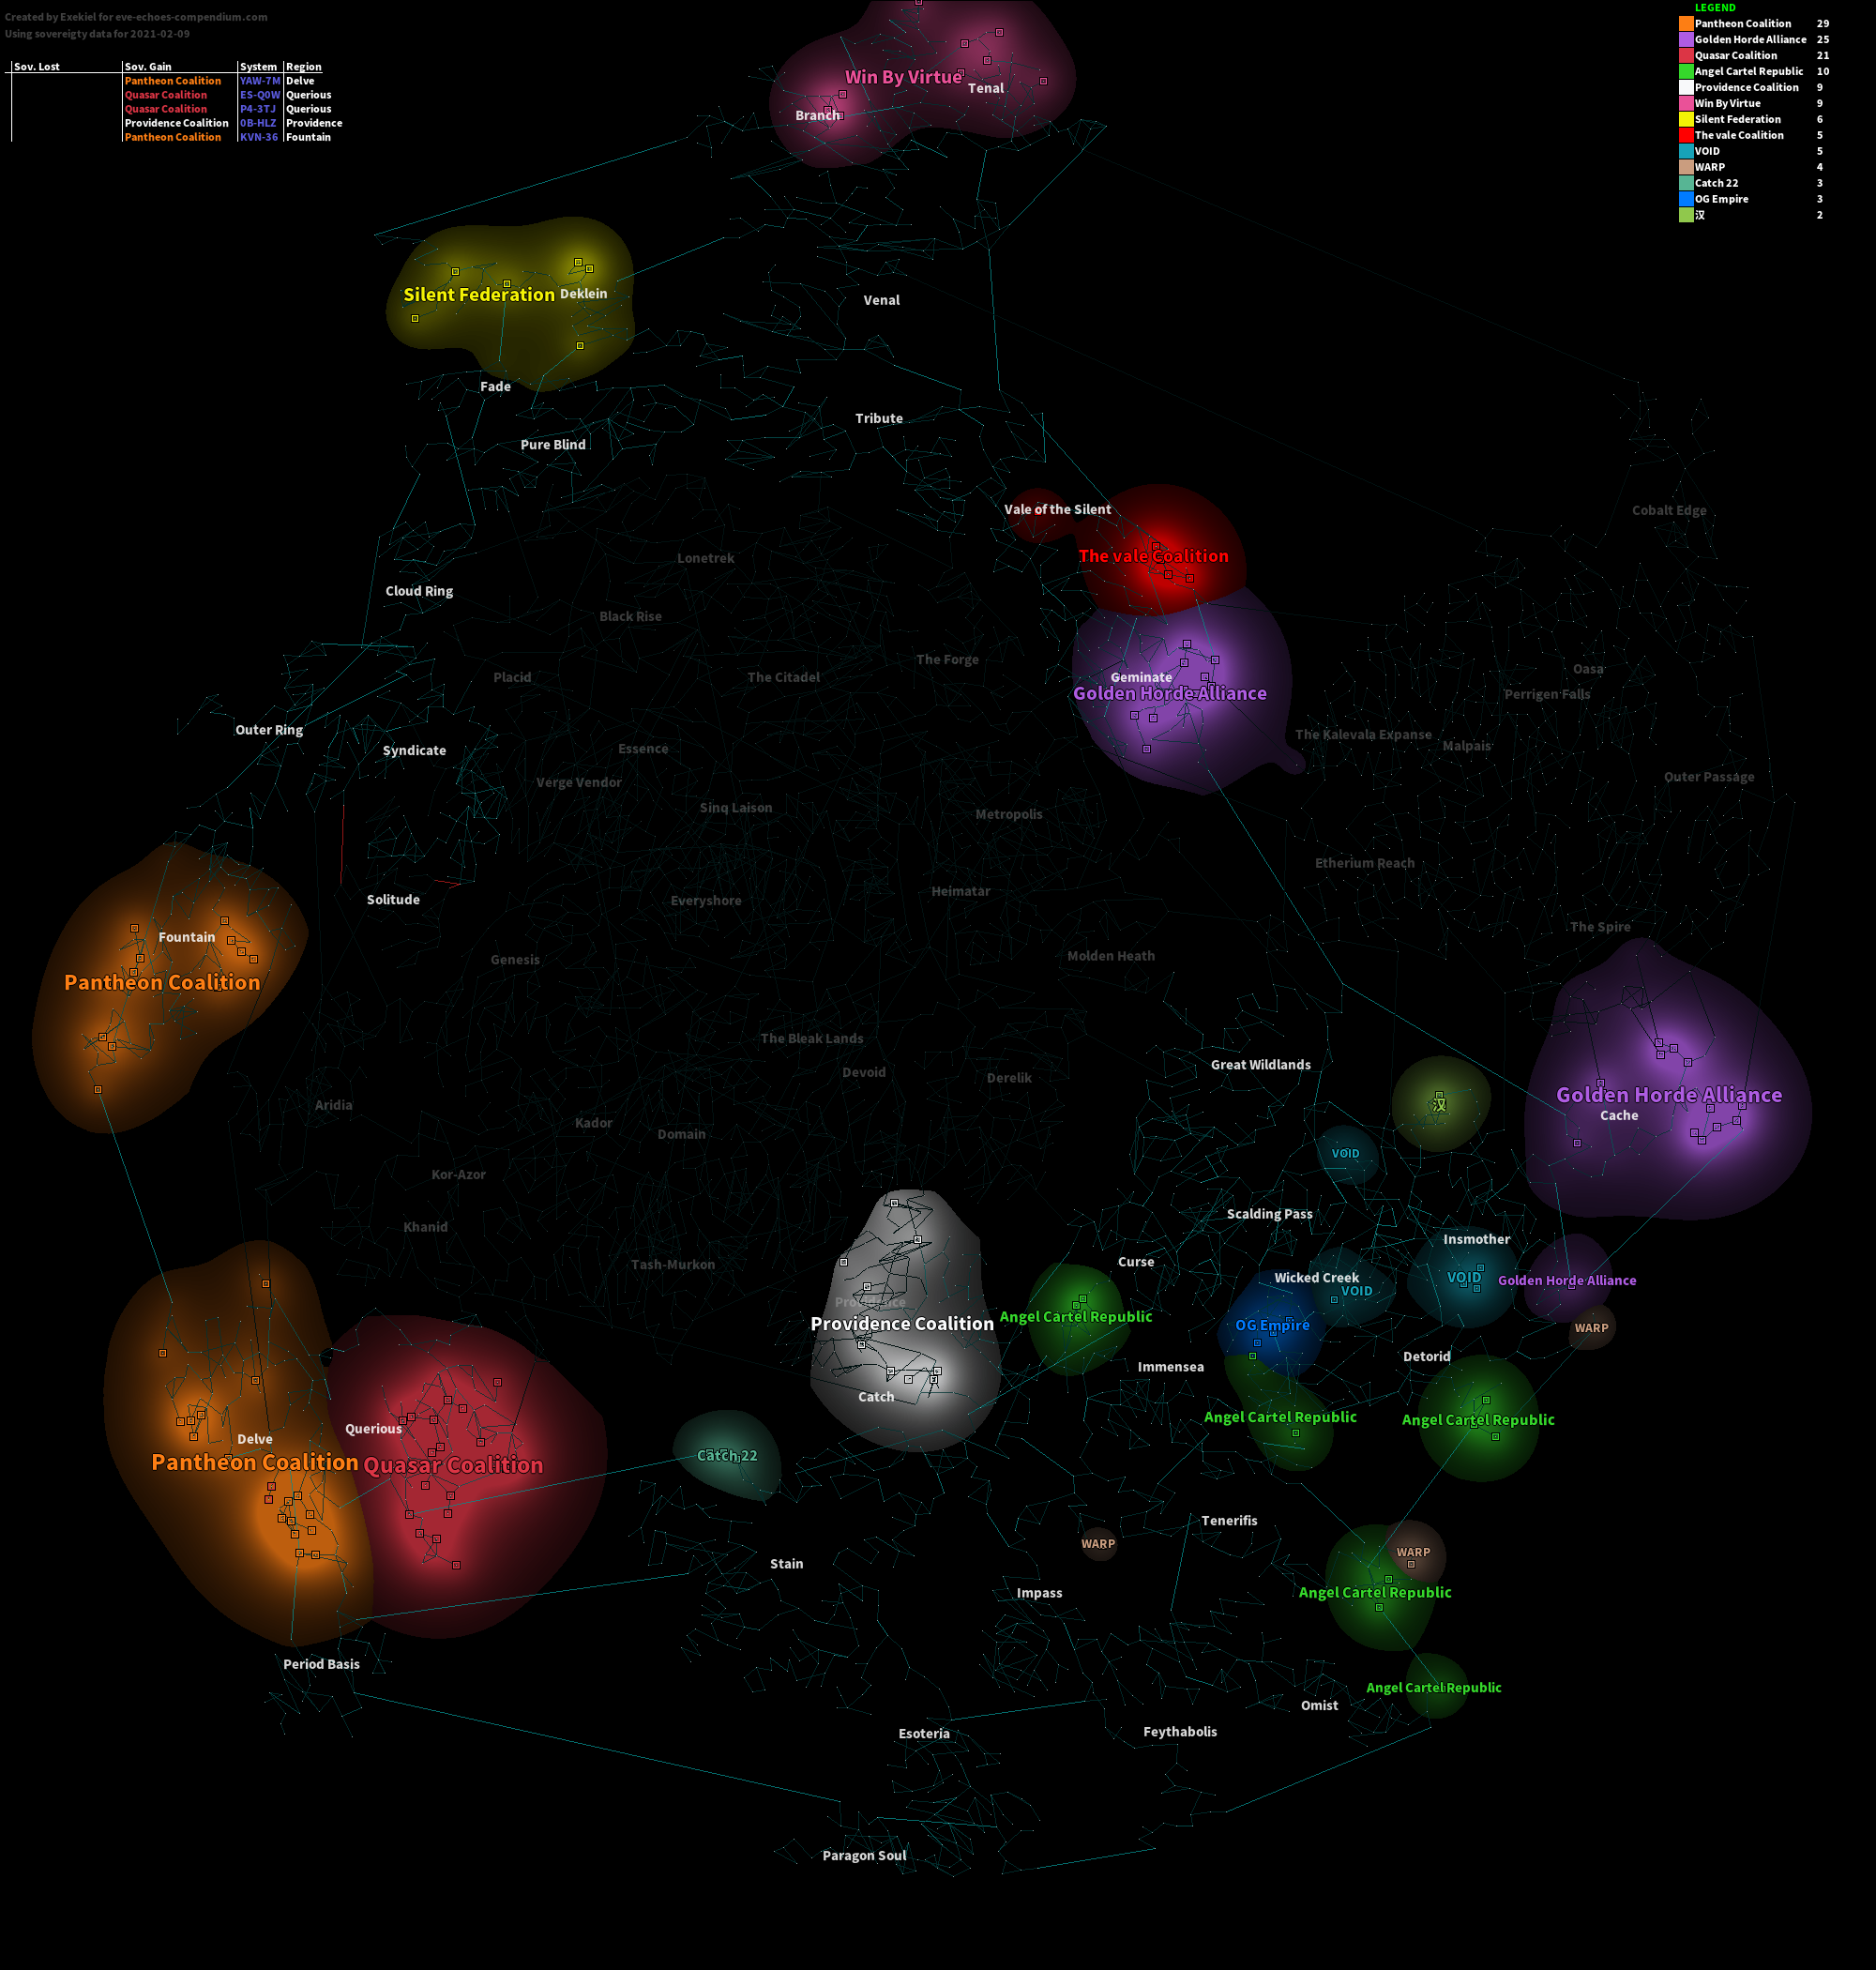 Created by Exekiel for eve-echoes-compendium.com
Using sovereigty data for 2021-02-09
Sov. Lost Sov. Gain System Region
Pantheon Coalition YAW-7M Delve
Quasar Coalition ES-Q0W Querious
Quasar Coalition P4-3TJ Querious
Providence Coalition 0B-HLZ Providence
Pantheon Coalition KVN-36 Fountain
LEGEND
Pantheon Coalition 29
Golden Horde Alliance 25
Quasar Coalition 21
Angel Cartel Republic 10
Providence Coalition 9
Win By Virtue 9
Silent Federation 6
The vale Coalition 5
VOID 5
WARP 4
Catch 22 3
OG Empire 3
汉 2
Win By Virtue
Tenal
Branch
Silent Federation
Deklein
Venal
Fade
Tribute
Pure Blind
Vale of the Silent
Cobalt Edge
The vale Coalition
Lonetrek
Cloud Ring
Black Rise
The Forge
Oasa
Placid
The Citadel
Geminate
Golden Horde Alliance
Perrigen Falls
Outer Ring
Syndicate
Essence
The Kalevala Expanse
Malpais
Verge Vendor
Outer Passage
Sinq Laison
Metropolis
Etherium Reach
Solitude
Everyshore
Heimatar
The Spire
Fountain
Pantheon Coalition
Genesis
Molden Heath
The Bleak Lands
Great Wildlands
Devoid
Derelik
Golden Horde Alliance
Aridia
汉
Cache
Kador
Domain
VOID
Kor-Azor
Scalding Pass
Khanid
Insmother
Tash-Murkon
Curse
Wicked Creek
VOID
VOID
Golden Horde Alliance
Providence
Providence Coalition
Angel Cartel Republic
OG Empire
WARP
Immensea
Detorid
Catch
Angel Cartel Republic
Angel Cartel Republic
Querious
Delve
Pantheon Coalition
Quasar Coalition
Catch 22
Tenerifis
WARP
WARP
Stain
Impass
Angel Cartel Republic
Period Basis
Angel Cartel Republic
Omist
Esoteria
Feythabolis
Paragon Soul